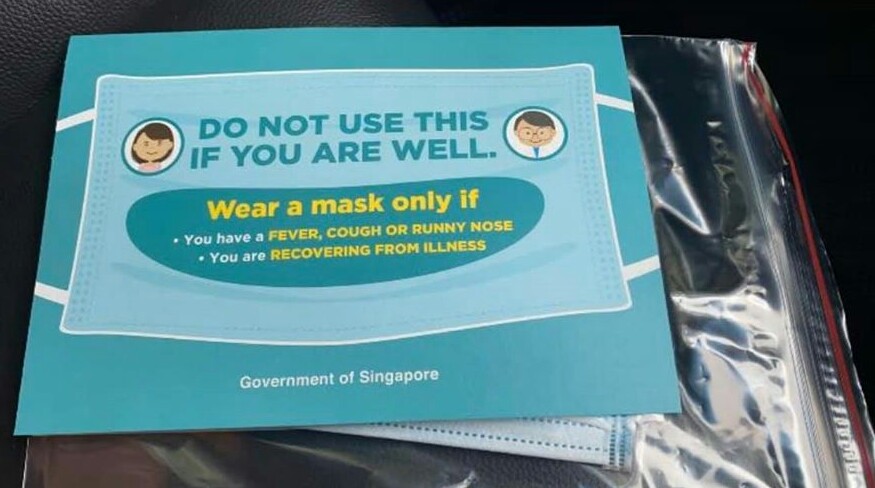 DO NOT USE THIS
IF YOU ARE WELL.
Wear a mask only if
• You have a FEVER, COUGH OR RUNNY NOSE
• You are RECOVERING FROM ILLNESS
Government of Singapore